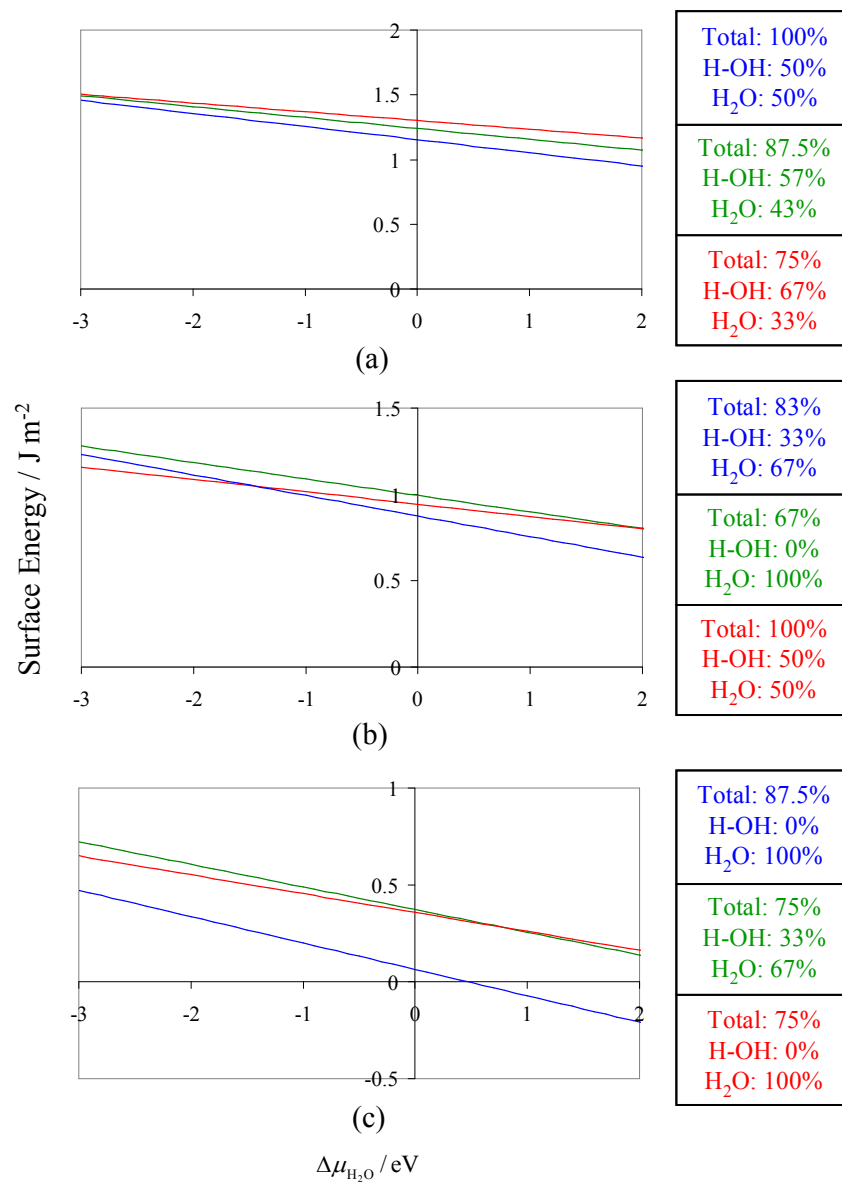 2
1.5
1
0.5
0
-3 -2 -1 0 1 2
(a)
Total: 100%
H-OH: 50%
H₂O: 50%
Total: 87.5%
H-OH: 57%
H₂O: 43%
Total: 75%
H-OH: 67%
H₂O: 33%
Surface Energy / J m⁻²
1.5
1
0.5
0
-3 -2 -1 0 1 2
(b)
Total: 83%
H-OH: 33%
H₂O: 67%
Total: 67%
H-OH: 0%
H₂O: 100%
Total: 100%
H-OH: 50%
H₂O: 50%
1
0.5
0
-0.5
-3 -2 -1 0 1 2
(c)
Total: 87.5%
H-OH: 0%
H₂O: 100%
Total: 75%
H-OH: 33%
H₂O: 67%
Total: 75%
H-OH: 0%
H₂O: 100%
Δμ_H₂O / eV